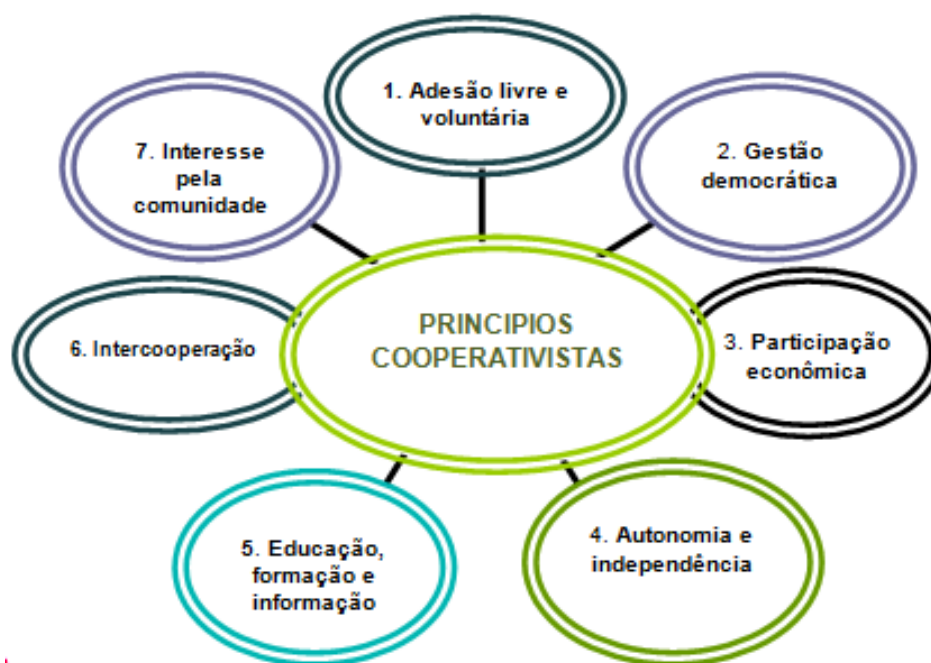 PRINCIPIOS
COOPERATIVISTAS
1. Adesão livre e
voluntária
2. Gestão
democrática
3. Participação
econômica
4. Autonomia e
independência
5. Educação,
formação e
informação
6. Intercooperação
7. Interesse
pela
comunidade